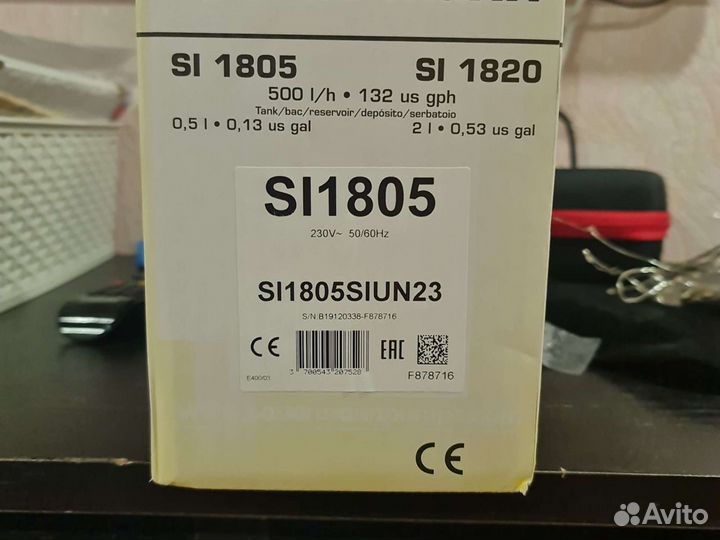 SI 1805 SI 1820
500 l/h • 132 us gph
Tank/bac/reservoir/depósito/serbatoio
0,5 l • 0,13 us gal 2 l • 0,53 us gal
SI1805
230V~ 50/60Hz
SI1805SIUN23
S/N:B19120338-F878716
CE EAC
3 700543 207528
E400/01 F878716
CE
Avito